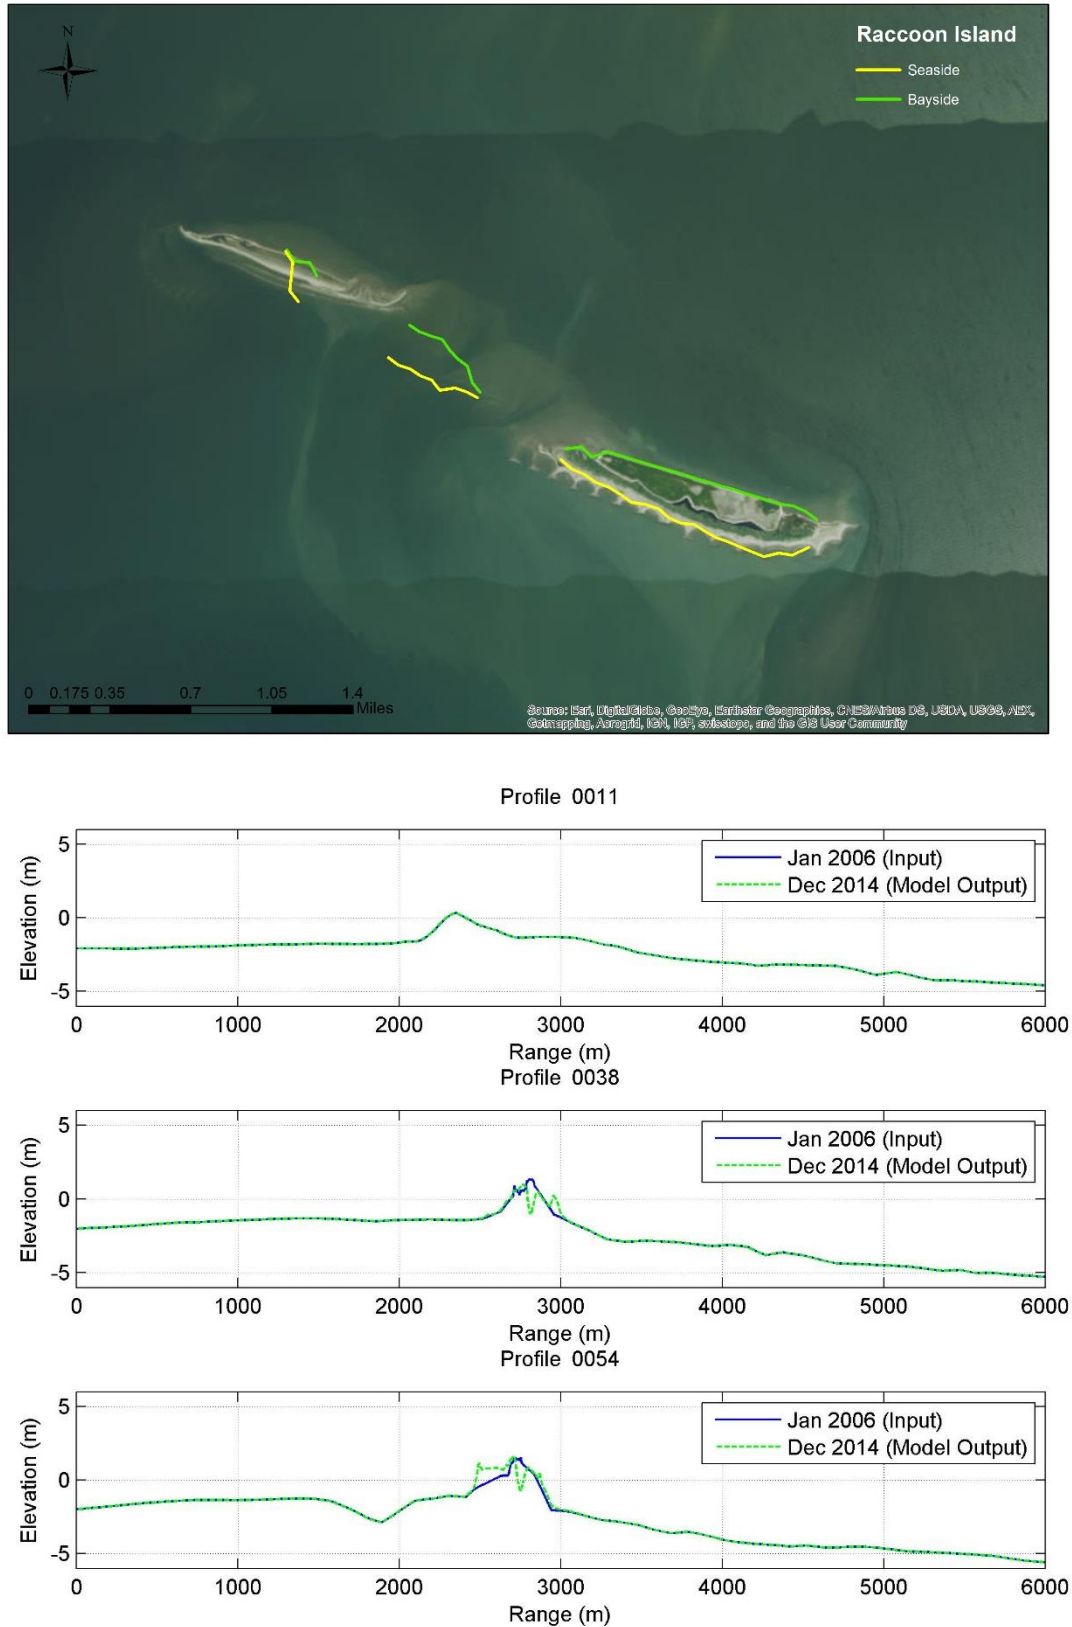 N
Raccoon Island
Seaside
Bayside
0 0.175 0.35 0.7 1.05 1.4
Miles
Source: Esri, DigitalGlobe, GeoEye, Earthstar Geographics, CNES/Airbus DS, USDA, USGS, AEX,
Getmapping, Aerogrid, IGN, IGP, swisstopo, and the GIS User Community
Profile 0011
5
0
-5
Elevation (m)
Jan 2006 (Input)
Dec 2014 (Model Output)
0 1000 2000 3000 4000 5000 6000
Range (m)
Profile 0038
5
0
-5
Elevation (m)
Jan 2006 (Input)
Dec 2014 (Model Output)
0 1000 2000 3000 4000 5000 6000
Range (m)
Profile 0054
5
0
-5
Elevation (m)
Jan 2006 (Input)
Dec 2014 (Model Output)
0 1000 2000 3000 4000 5000 6000
Range (m)